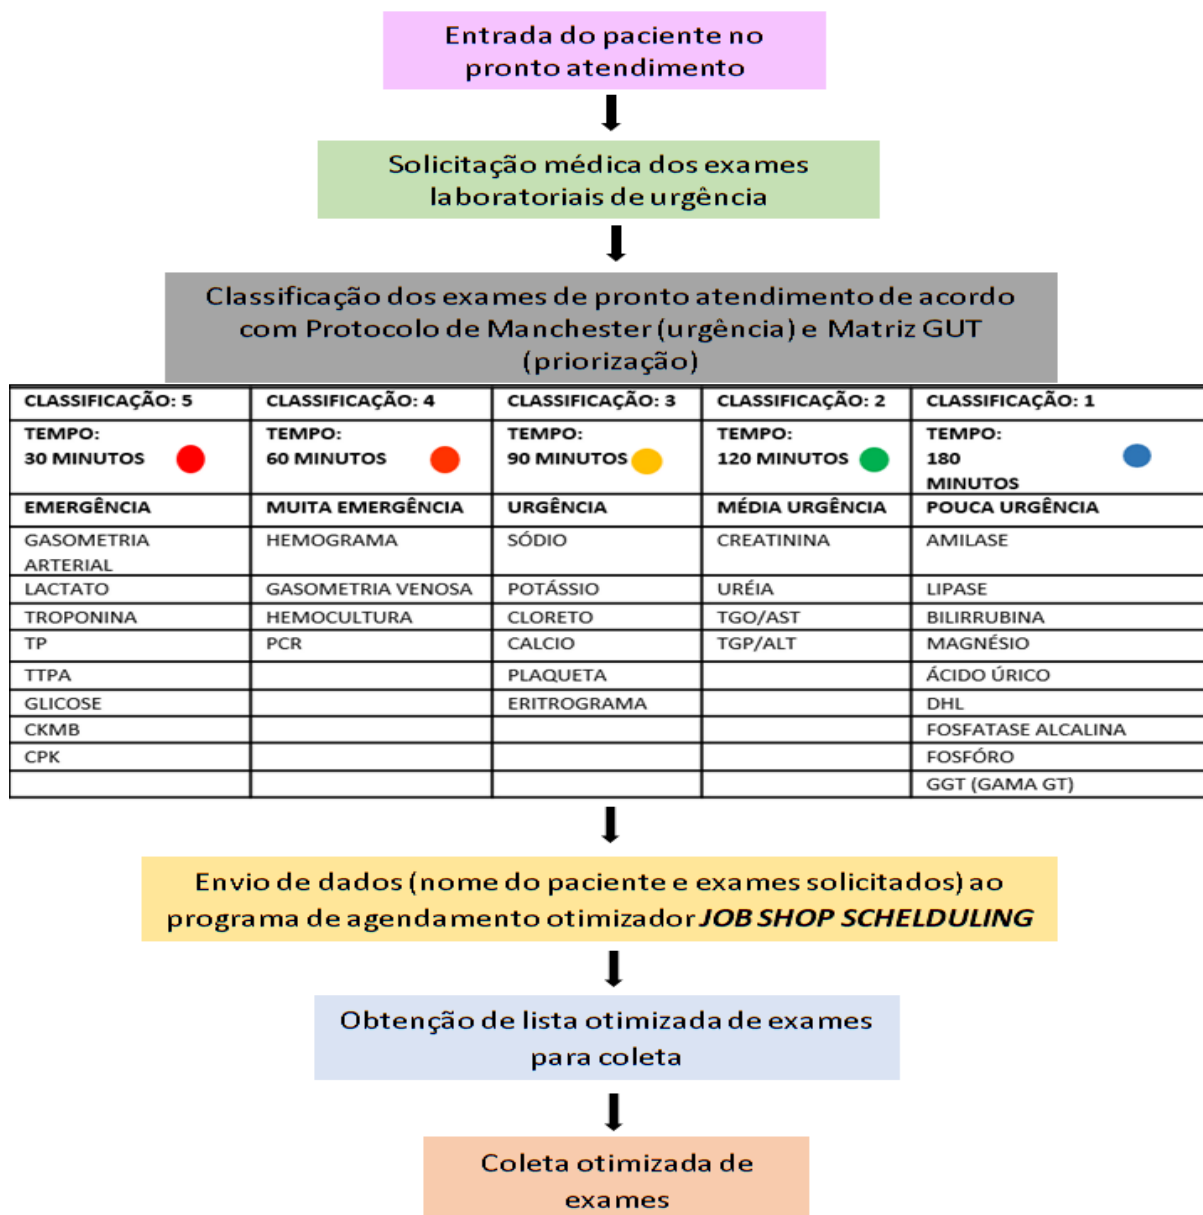 Entrada do paciente no
pronto atendimento
Solicitação médica dos exames
laboratoriais de urgência
Classificação dos exames de pronto atendimento de acordo
com Protocolo de Manchester (urgência) e Matriz GUT
(priorização)
CLASSIFICAÇÃO: 5 CLASSIFICAÇÃO: 4 CLASSIFICAÇÃO: 3 CLASSIFICAÇÃO: 2 CLASSIFICAÇÃO: 1
TEMPO: TEMPO: TEMPO: TEMPO: TEMPO:
30 MINUTOS 60 MINUTOS 90 MINUTOS 120 MINUTOS 180
MINUTOS
EMERGÊNCIA MUITA EMERGÊNCIA URGÊNCIA MÉDIA URGÊNCIA POUCA URGÊNCIA
GASOMETRIA HEMOGRAMA SÓDIO CREATININA AMILASE
ARTERIAL
LACTATO GASOMETRIA VENOSA POTÁSSIO URÉIA LIPASE
TROPONINA HEMOCULTURA CLORETO TGO/AST BILIRRUBINA
TP PCR CALCIO TGP/ALT MAGNÉSIO
TTPA PLAQUETA ÁCIDO ÚRICO
GLICOSE ERITROGRAMA DHL
CKMB FOSFATASE ALCALINA
CPK FOSFÓRO
GGT (GAMA GT)
Envio de dados (nome do paciente e exames solicitados) ao
programa de agendamento otimizador JOB SHOP SCHELDULING
Obtenção de lista otimizada de exames
para coleta
Coleta otimizada de
exames